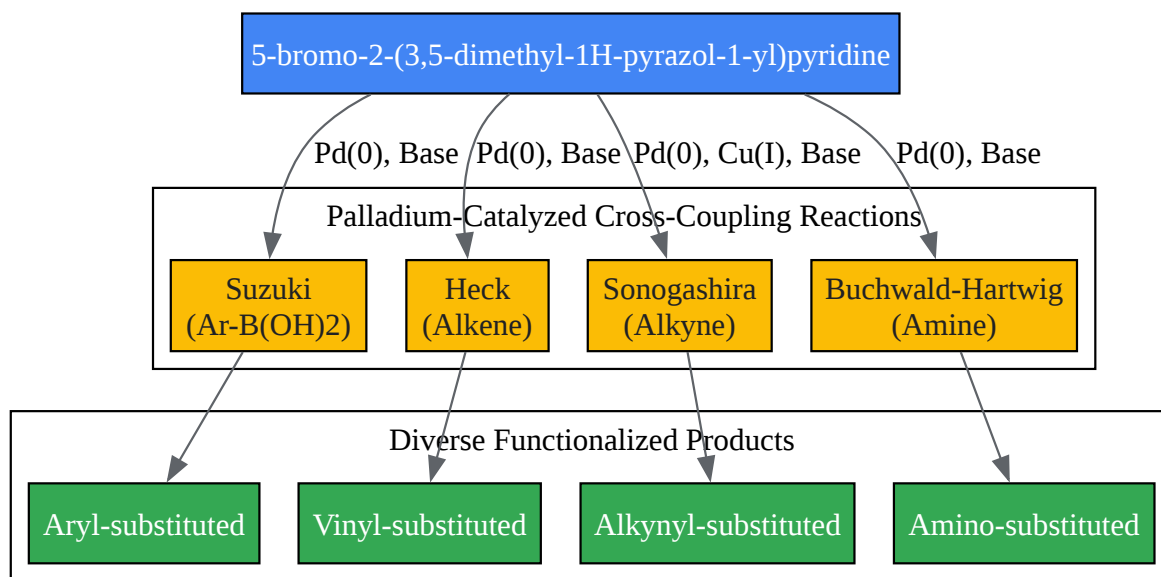 5-bromo-2-(3,5-dimethyl-1H-pyrazol-1-yl)pyridine
Pd(0), Base
Pd(0), Base
Pd(0), Cu(I), Base
Pd(0), Base
Palladium-Catalyzed Cross-Coupling Reactions
Suzuki
(Ar-B(OH)2)
Heck
(Alkene)
Sonogashira
(Alkyne)
Buchwald-Hartwig
(Amine)
Diverse Functionalized Products
Aryl-substituted
Vinyl-substituted
Alkynyl-substituted
Amino-substituted